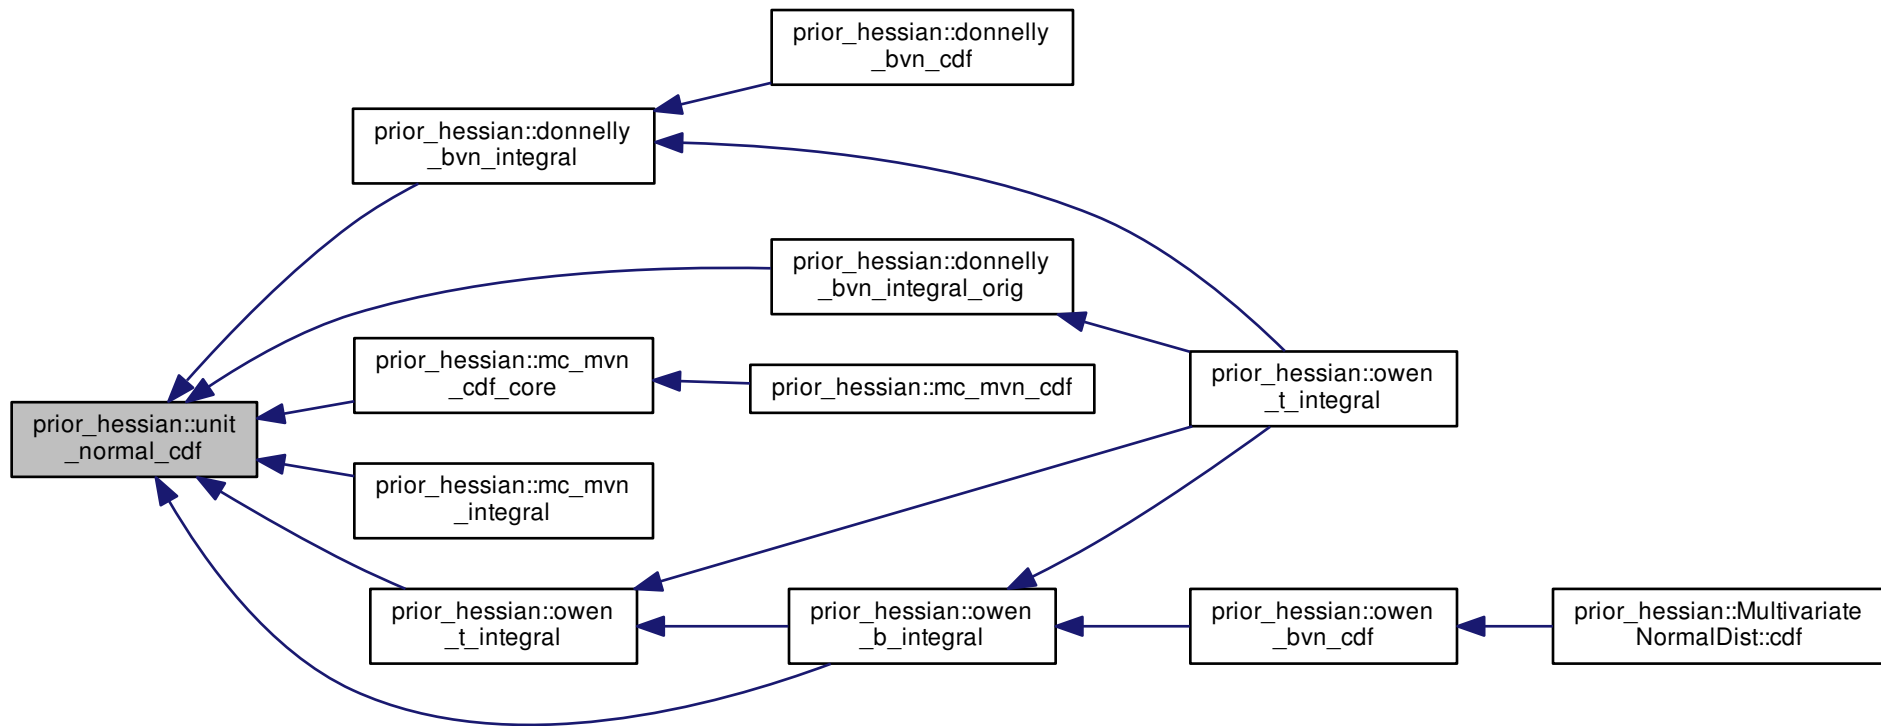 prior_hessian::donnelly
_bvn_cdf
prior_hessian::donnelly
_bvn_integral
prior_hessian::donnelly
_bvn_integral_orig
prior_hessian::mc_mvn
_cdf_core
prior_hessian::mc_mvn_cdf
prior_hessian::owen
_t_integral
prior_hessian::unit
_normal_cdf
prior_hessian::mc_mvn
_integral
prior_hessian::owen
_t_integral
prior_hessian::owen
_b_integral
prior_hessian::owen
_bvn_cdf
prior_hessian::Multivariate
NormalDist::cdf